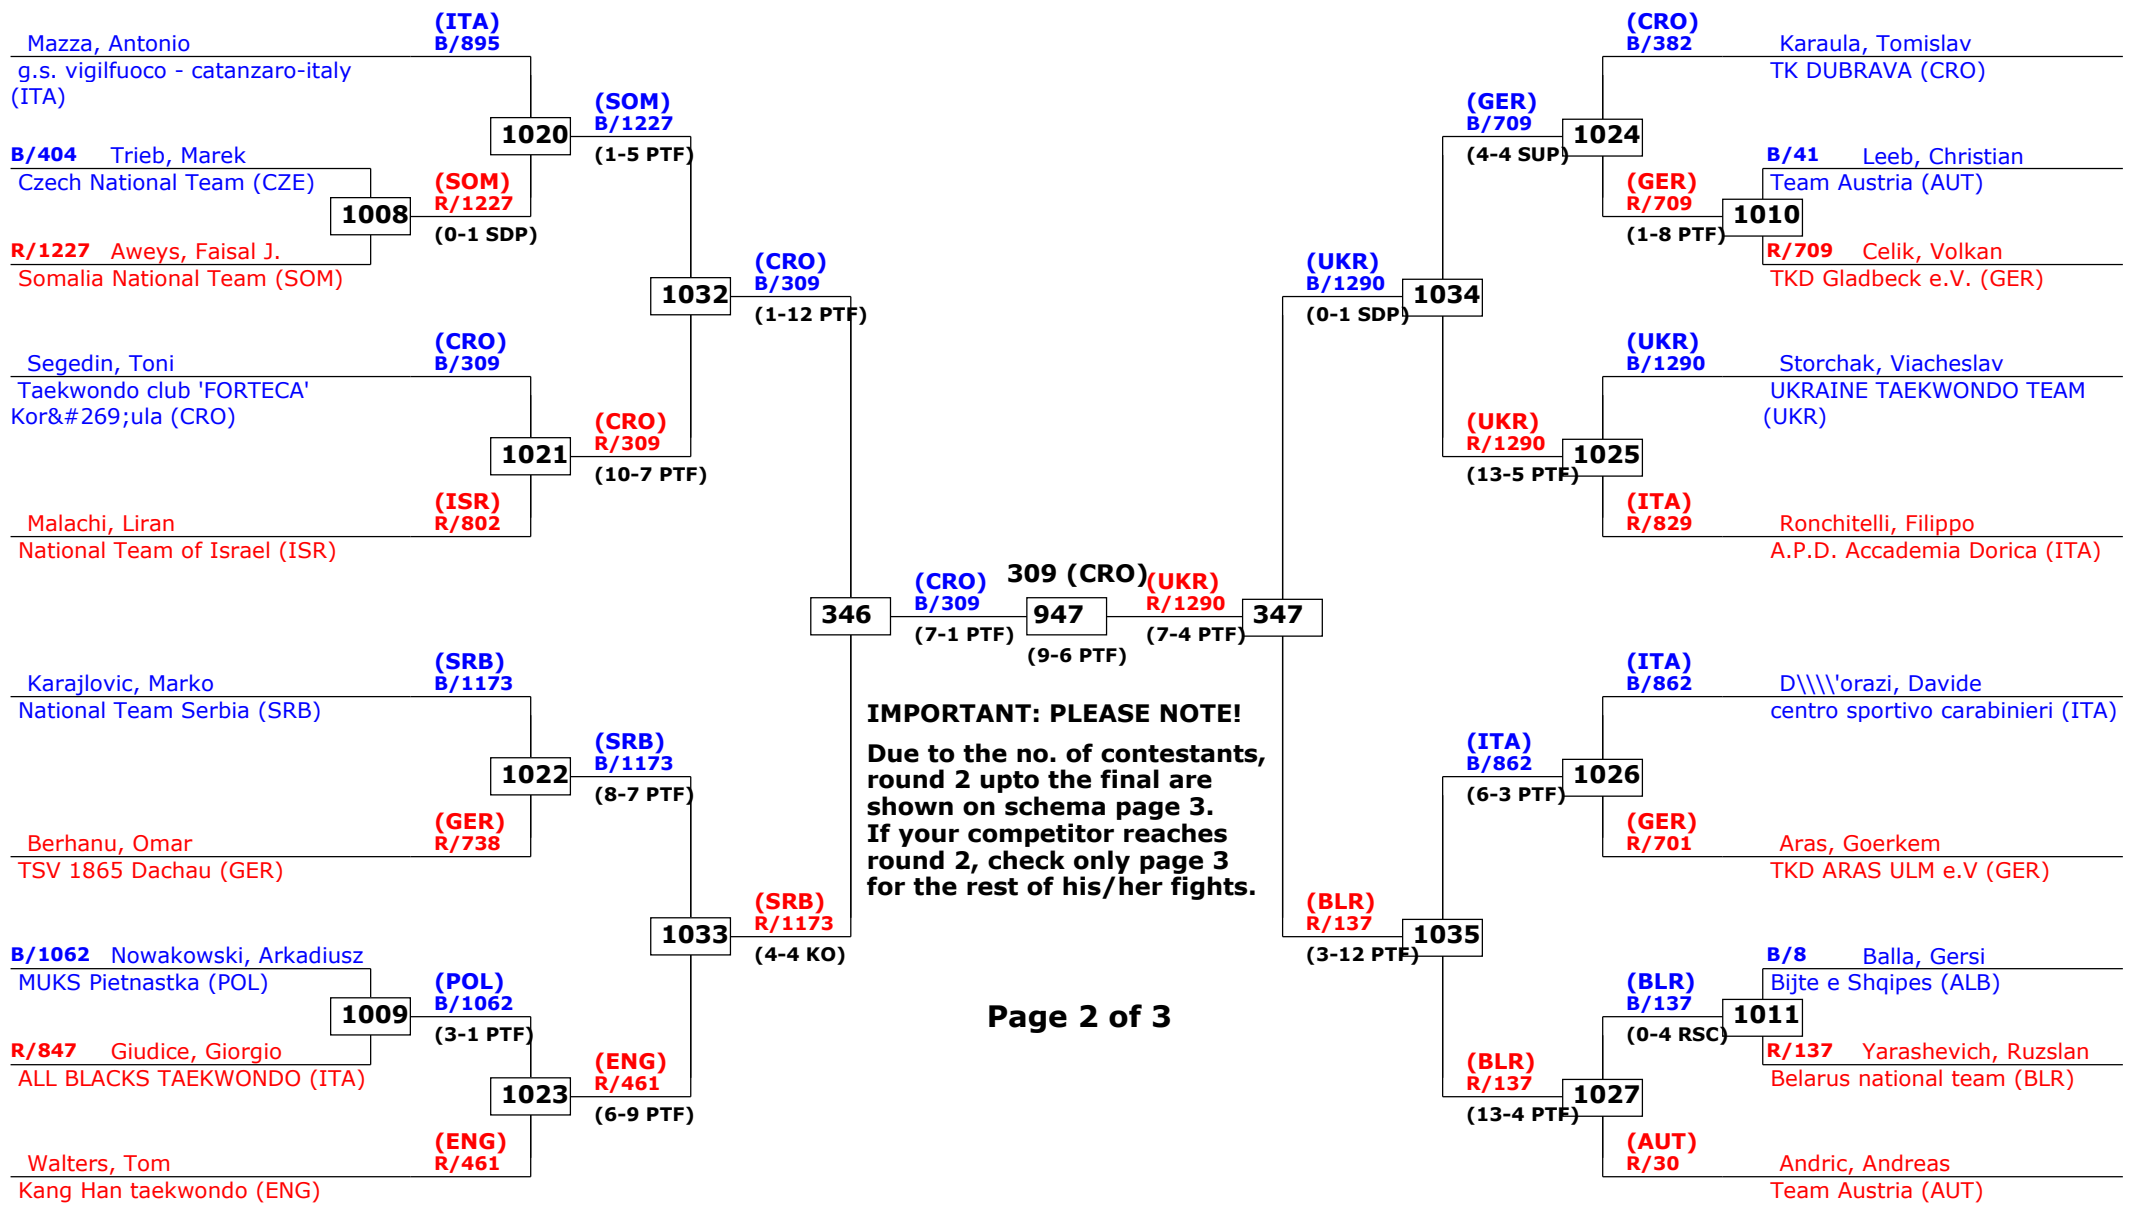 (ITA)
B/895
Mazza, Antonio
g.s. vigilfuoco - catanzaro-italy
(ITA)
1020
(SOM)
B/1227
(1-5 PTF)
B/404 Trieb, Marek
Czech National Team (CZE)
1008
(SOM)
R/1227
(0-1 SDP)
R/1227 Aweys, Faisal J.
Somalia National Team (SOM)
1032
(CRO)
B/309
(1-12 PTF)
(CRO)
B/309
Segedin, Toni
Taekwondo club 'FORTECA'
Kor&#269;ula (CRO)
1021
(CRO)
R/309
(10-7 PTF)
(ISR)
R/802
Malachi, Liran
National Team of Israel (ISR)
346
(CRO)
B/309
(7-1 PTF)
309 (CRO)
947
(9-6 PTF)
(UKR)
R/1290
(7-4 PTF)
347
(SRB)
B/1173
Karajlovic, Marko
National Team Serbia (SRB)
1022
(SRB)
B/1173
(8-7 PTF)
(GER)
R/738
Berhanu, Omar
TSV 1865 Dachau (GER)
1033
(SRB)
R/1173
(4-4 KO)
B/1062 Nowakowski, Arkadiusz
MUKS Pietnastka (POL)
1009
(POL)
B/1062
(3-1 PTF)
R/847 Giudice, Giorgio
ALL BLACKS TAEKWONDO (ITA)
1023
(ENG)
R/461
(6-9 PTF)
(ENG)
R/461
Walters, Tom
Kang Han taekwondo (ENG)
IMPORTANT: PLEASE NOTE!
Due to the no. of contestants,
round 2 upto the final are
shown on schema page 3.
If your competitor reaches
round 2, check only page 3
for the rest of his/her fights.
Page 2 of 3
(CRO)
B/382
Karaula, Tomislav
TK DUBRAVA (CRO)
(GER)
B/709
(4-4 SUP)
1024
B/41 Leeb, Christian
Team Austria (AUT)
(GER)
R/709
(1-8 PTF)
1010
R/709 Celik, Volkan
TKD Gladbeck e.V. (GER)
(UKR)
B/1290
(0-1 SDP)
1034
(UKR)
B/1290
Storchak, Viacheslav
UKRAINE TAEKWONDO TEAM
(UKR)
(UKR)
R/1290
(13-5 PTF)
1025
(ITA)
R/829
Ronchitelli, Filippo
A.P.D. Accademia Dorica (ITA)
(ITA)
B/862
D\\\\'orazi, Davide
centro sportivo carabinieri (ITA)
(ITA)
B/862
(6-3 PTF)
1026
(GER)
R/701
Aras, Goerkem
TKD ARAS ULM e.V (GER)
(BLR)
R/137
(3-12 PTF)
1035
B/8 Balla, Gersi
Bijte e Shqipes (ALB)
(BLR)
B/137
(0-4 RSC)
1011
R/137 Yarashevich, Ruzslan
Belarus national team (BLR)
(BLR)
R/137
(13-4 PTF)
1027
(AUT)
R/30
Andric, Andreas
Team Austria (AUT)